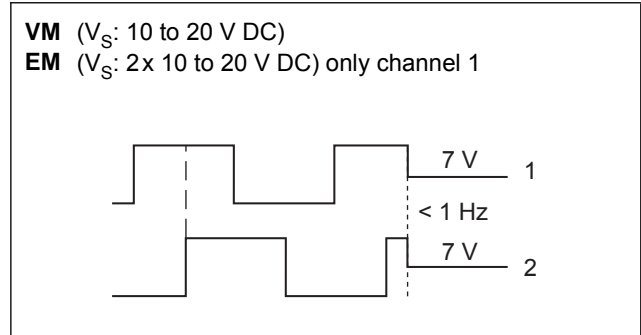 VM (VS: 10 to 20 V DC)
EM (VS: 2x 10 to 20 V DC) only channel 1
7 V 1
< 1 Hz
7 V 2